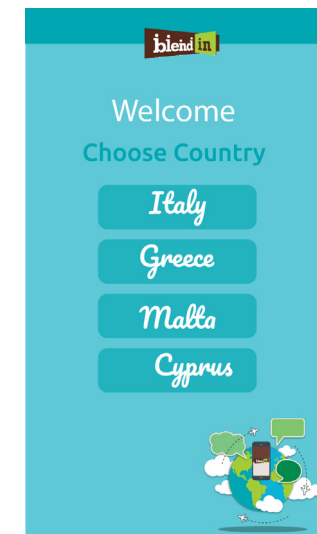 blend in
Welcome
Choose Country
Italy
Greece
Malta
Cyprus